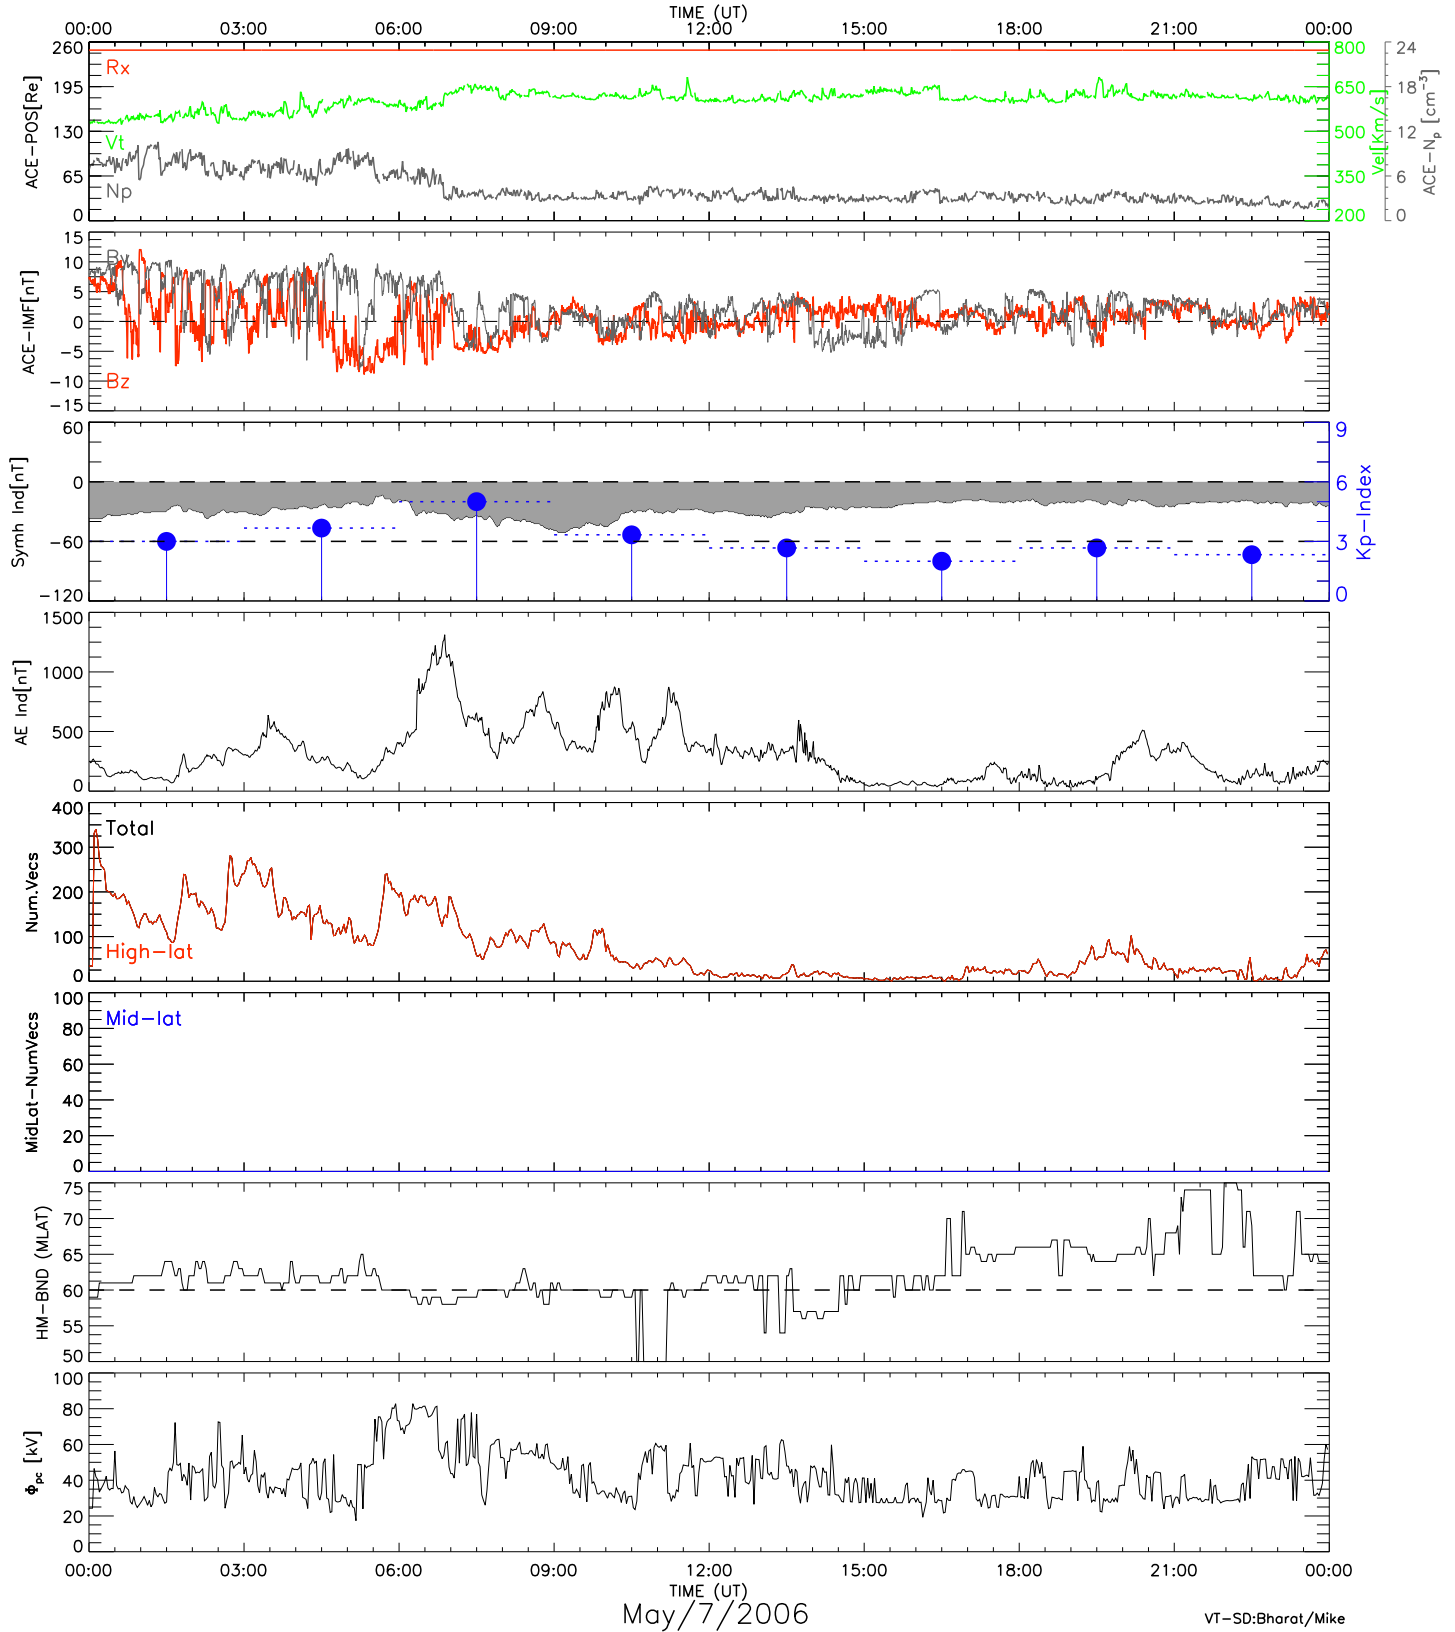 TIME (UT)
00:00 03:00 06:00 09:00 12:00 15:00 18:00 21:00 00:00
260 195 130 65 0
ACE-POS[Re]
Rx
Vt
Np
800 650 500 350 200
Vel[Km/s]
24 18 12 6 0
ACE-Np [cm⁻³]
15 10 5 0 -5 -10 -15
ACE-IMF[nT]
By
Bz
60 0 -60 -120
Symh Ind[nT]
9 6 3 0
Kp-Index
1500 1000 500 0
AE Ind[nT]
400 300 200 100 0
Num.Vecs
Total
High-lat
100 80 60 40 20 0
MidLat-NumVecs
Mid-lat
75 70 65 60 55 50
HM-BND (MLAT)
100 80 60 40 20 0
Φpc [kV]
00:00 03:00 06:00 09:00 12:00 15:00 18:00 21:00 00:00
TIME (UT)
May/7/2006
VT-SD:Bharat/Mike